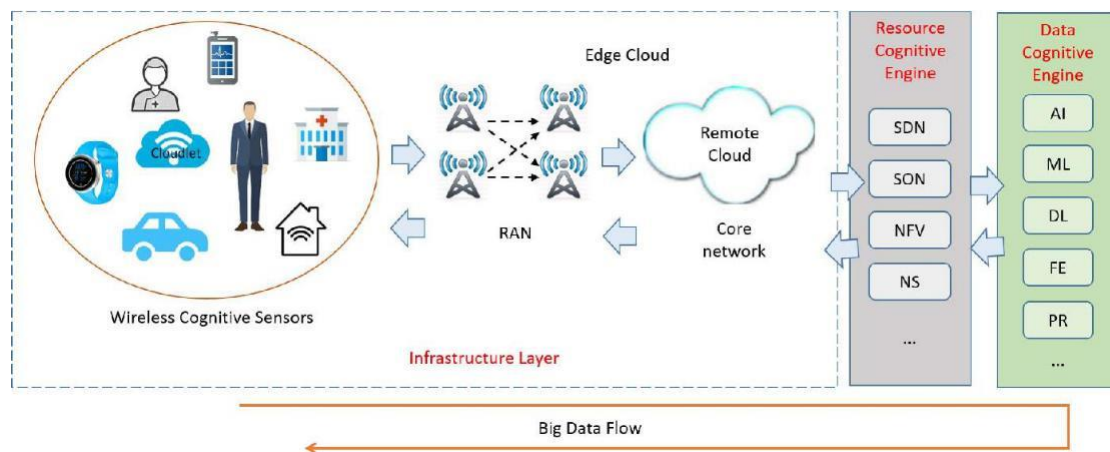 Edge Cloud
Cloudlet
Remote
Cloud
RAN
Core
network
Wireless Cognitive Sensors
Infrastructure Layer
Resource
Cognitive
Engine
SDN
SON
NFV
NS
...
Data
Cognitive
Engine
AI
ML
DL
FE
PR
...
Big Data Flow